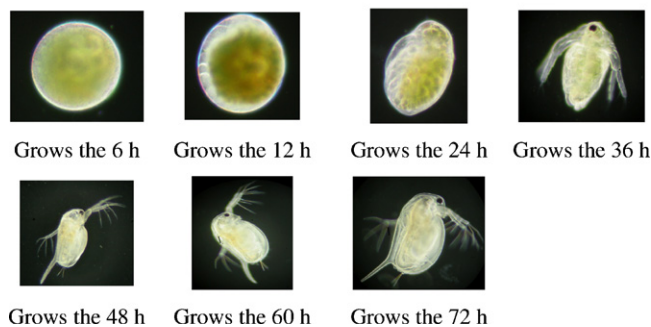 Grows the 6 h
Grows the 12 h
Grows the 24 h
Grows the 36 h
Grows the 48 h
Grows the 60 h
Grows the 72 h